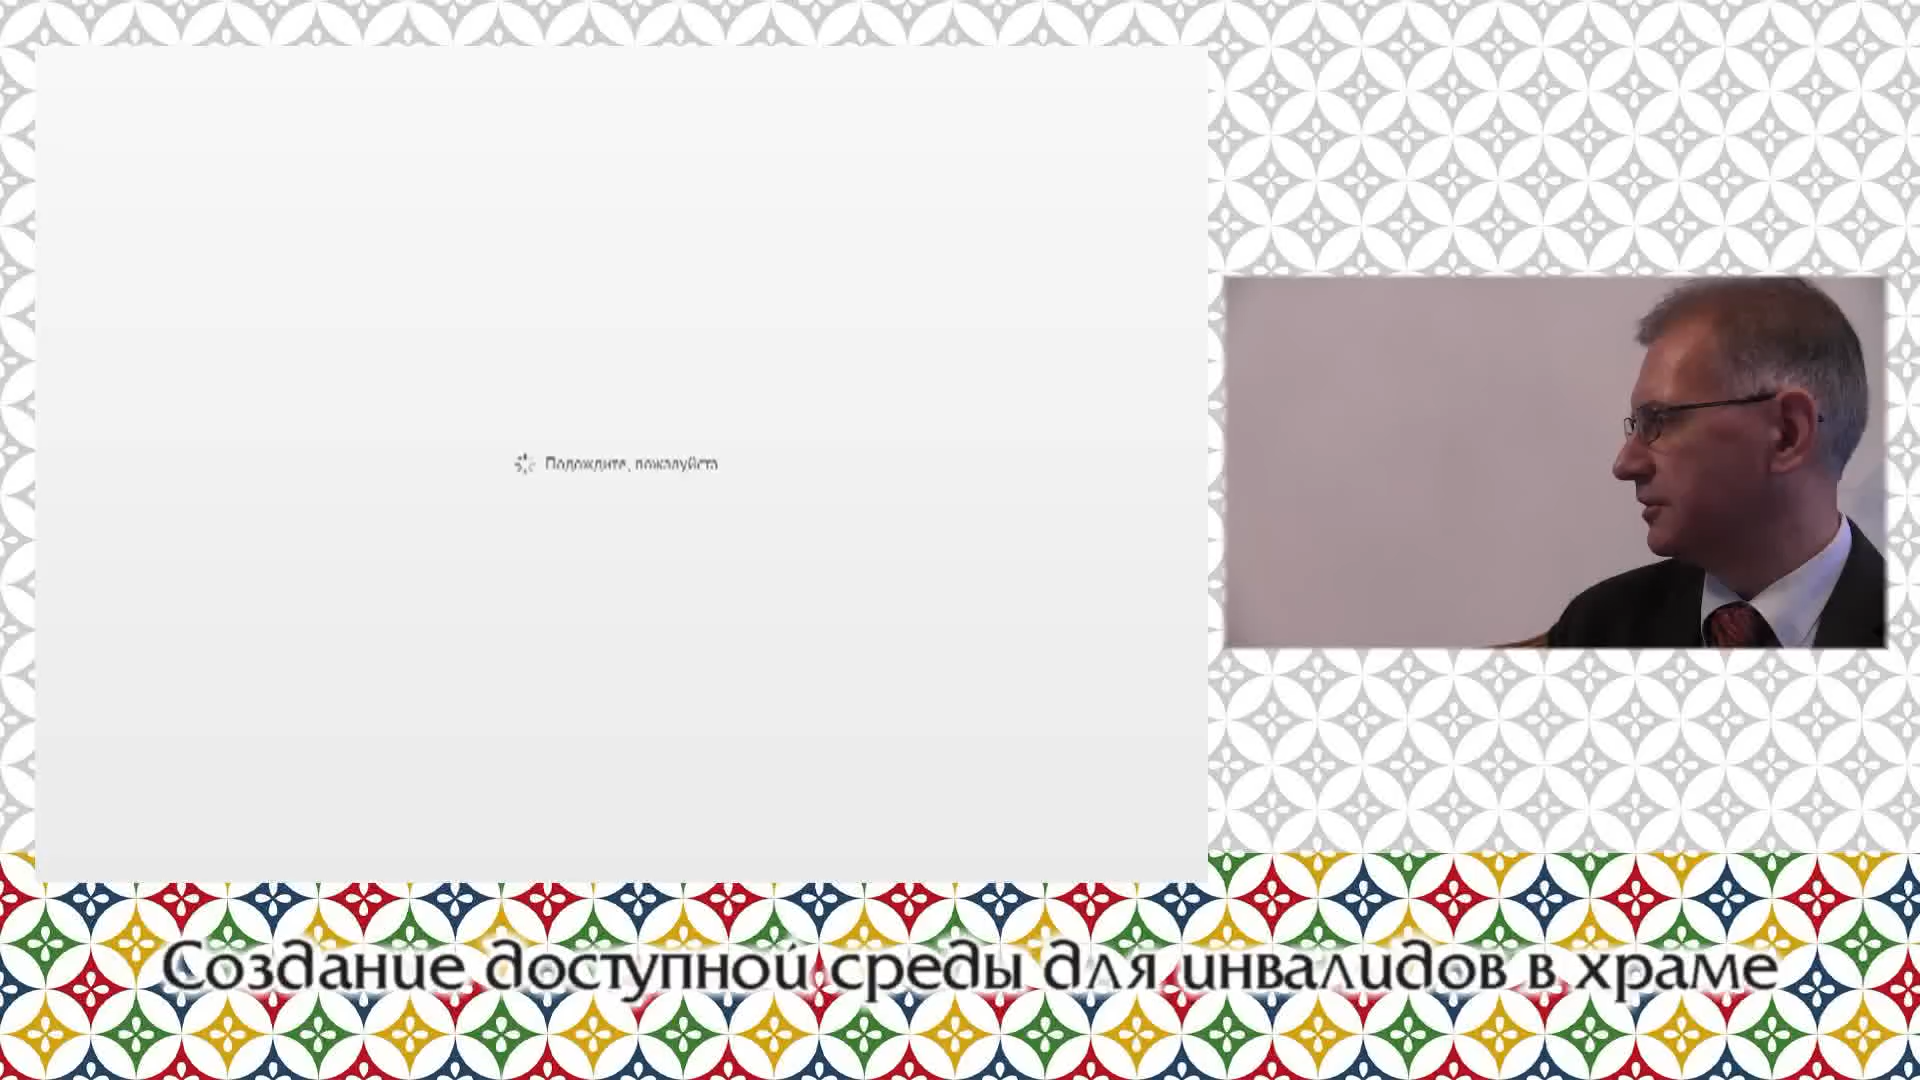 Подождите, пожалуйста
Создание доступной среды для инвалидов в храме